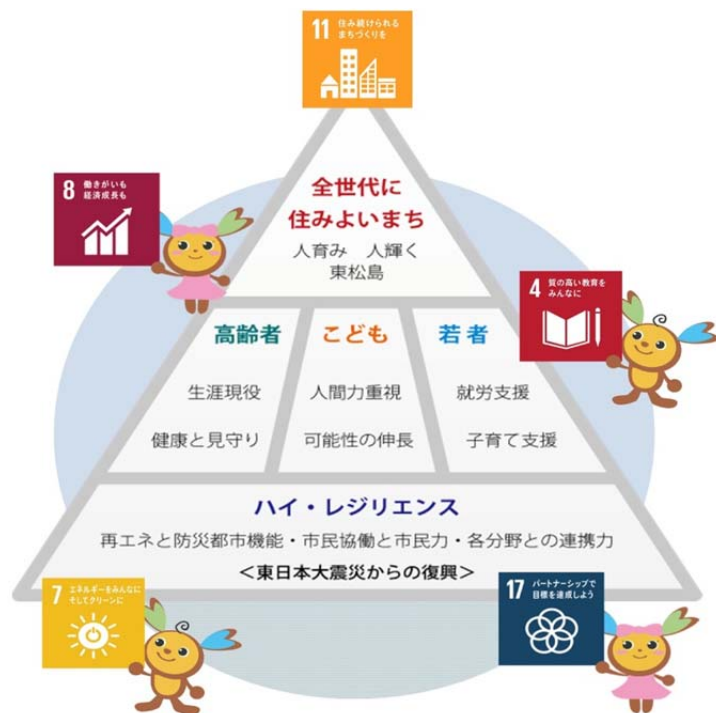 11 住み続けられる
まちづくりを
8 働きがいも
経済成長も
全世代に
住みよいまち
人育み 人輝く
東松島
4 質の高い教育を
みんなに
高齢者 こども 若者
生涯現役 人間力重視 就労支援
健康と見守り 可能性の伸長 子育て支援
ハイ・レジリエンス
再エネと防災都市機能・市民協働と市民力・各分野との連携力
<東日本大震災からの復興>
7 エネルギーをみんなに
そしてクリーンに
17 パートナーシップで
目標を達成しよう